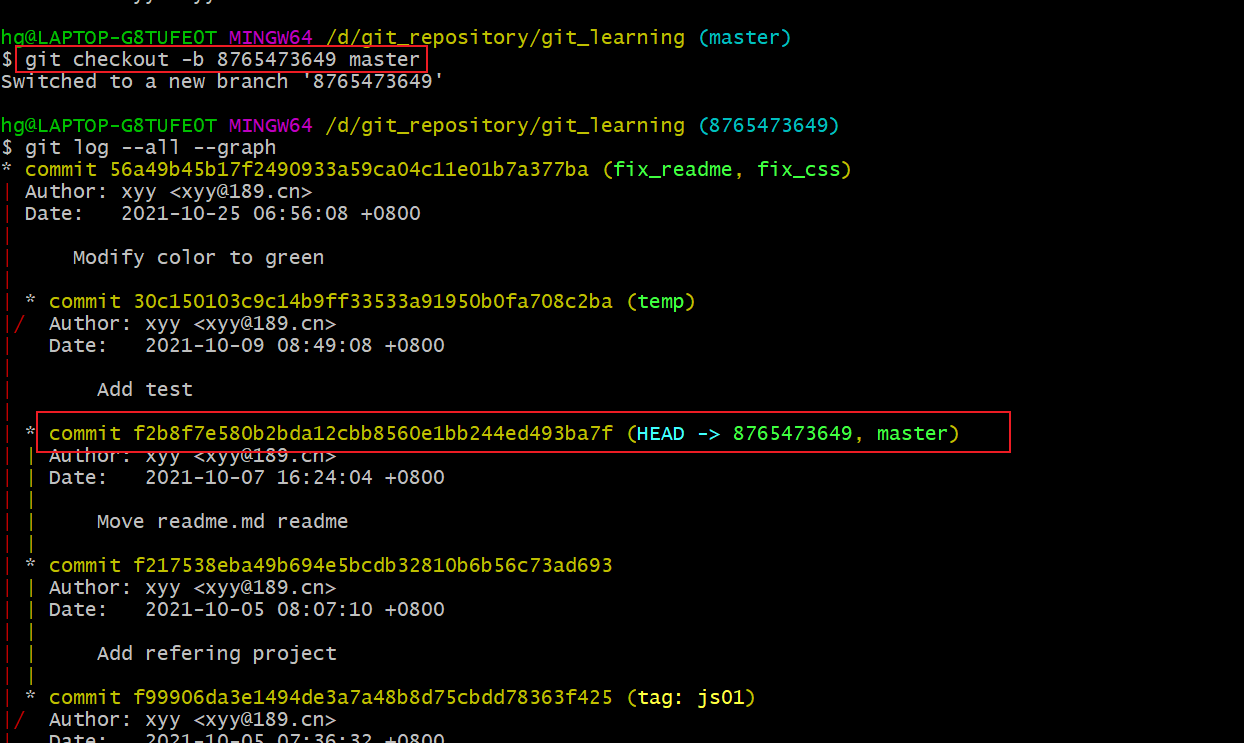 hg@LAPTOP-G8TUFE0T MINGW64 /d/git_repository/git_learning (master)
$ git checkout -b 8765473649 master
Switched to a new branch '8765473649'
hg@LAPTOP-G8TUFE0T MINGW64 /d/git_repository/git_learning (8765473649)
$ git log --all --graph
* commit 56a49b45b17f2490933a59ca04c11e01b7a377ba (fix_readme, fix_css)
| Author: xyy <xyy@189.cn>
| Date:   2021-10-25 06:56:08 +0800
|
|     Modify color to green
|
| * commit 30c150103c9c14b9ff33533a91950b0fa708c2ba (temp)
|/  Author: xyy <xyy@189.cn>
|   Date:   2021-10-09 08:49:08 +0800
|
|       Add test
|
| * commit f2b8f7e580b2bda12cbb8560e1bb244ed493ba7f (HEAD -> 8765473649, master)
| | Author: xyy <xyy@189.cn>
| | Date:   2021-10-07 16:24:04 +0800
| |
| |     Move readme.md readme
| |
| * commit f217538eba49b694e5bcdb32810b6b56c73ad693
| | Author: xyy <xyy@189.cn>
| | Date:   2021-10-05 08:07:10 +0800
| |
| |     Add refering project
| |
| * commit f99906da3e1494de3a7a48b8d75cbdd78363f425 (tag: js01)
|/  Author: xyy <xyy@189.cn>
|   Date:   2021-10-05 07:36:32 +0800